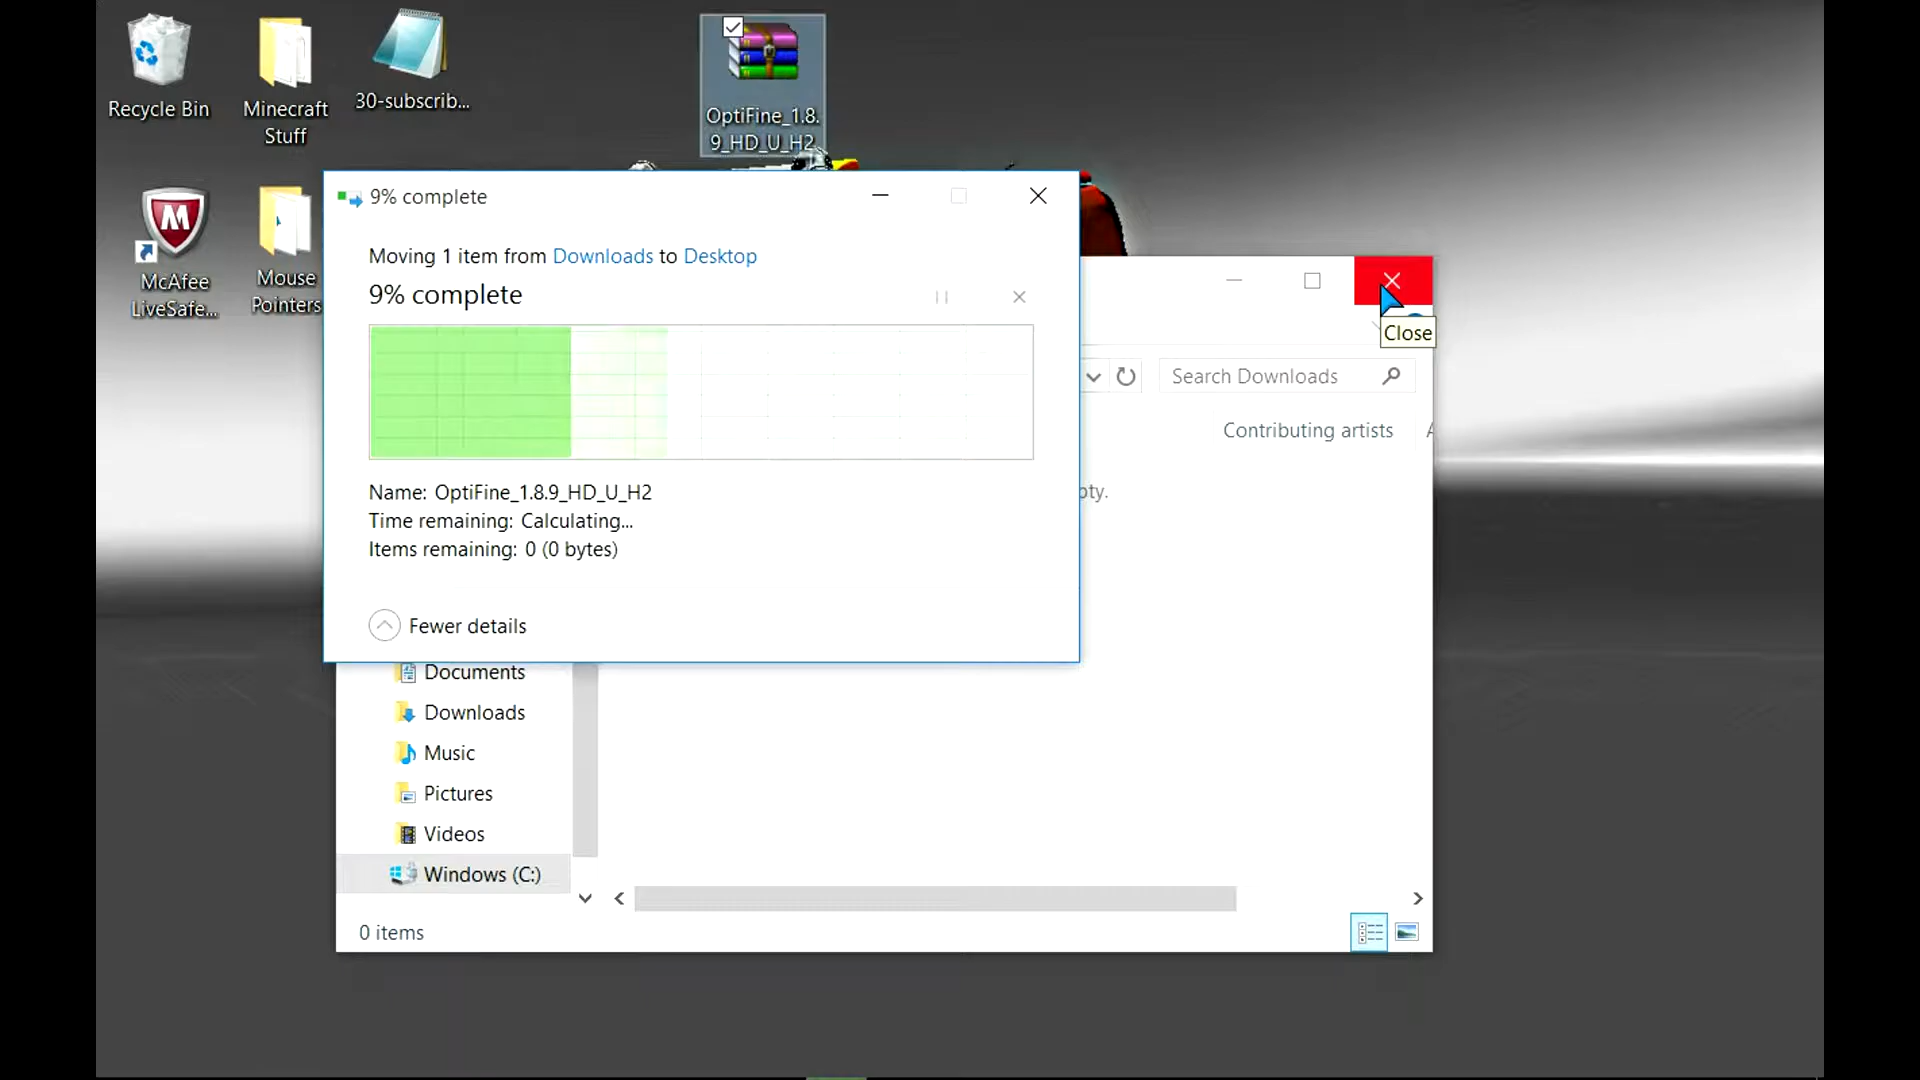 Recycle Bin
Minecraft
Stuff
30-subscrib...
OptiFine_1.8.
9_HD_U_H2
McAfee
LiveSafe...
Mouse
Pointers
9% complete
Moving 1 item from Downloads to Desktop
9% complete
Name: OptiFine_1.8.9_HD_U_H2
Time remaining: Calculating...
Items remaining: 0 (0 bytes)
Fewer details
Close
Search Downloads
Contributing artists
pty.
Documents
Downloads
Music
Pictures
Videos
Windows (C:)
0 items